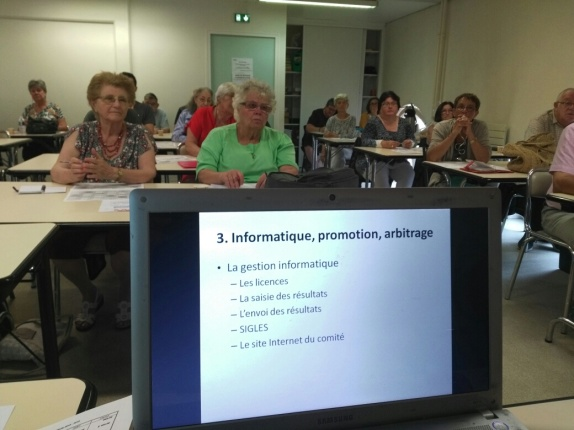 3. Informatique, promotion, arbitrage
• La gestion informatique
– Les licences
– La saisie des résultats
– L'envoi des résultats
– SIGLES
– Le site Internet du comité
SAMSUNG